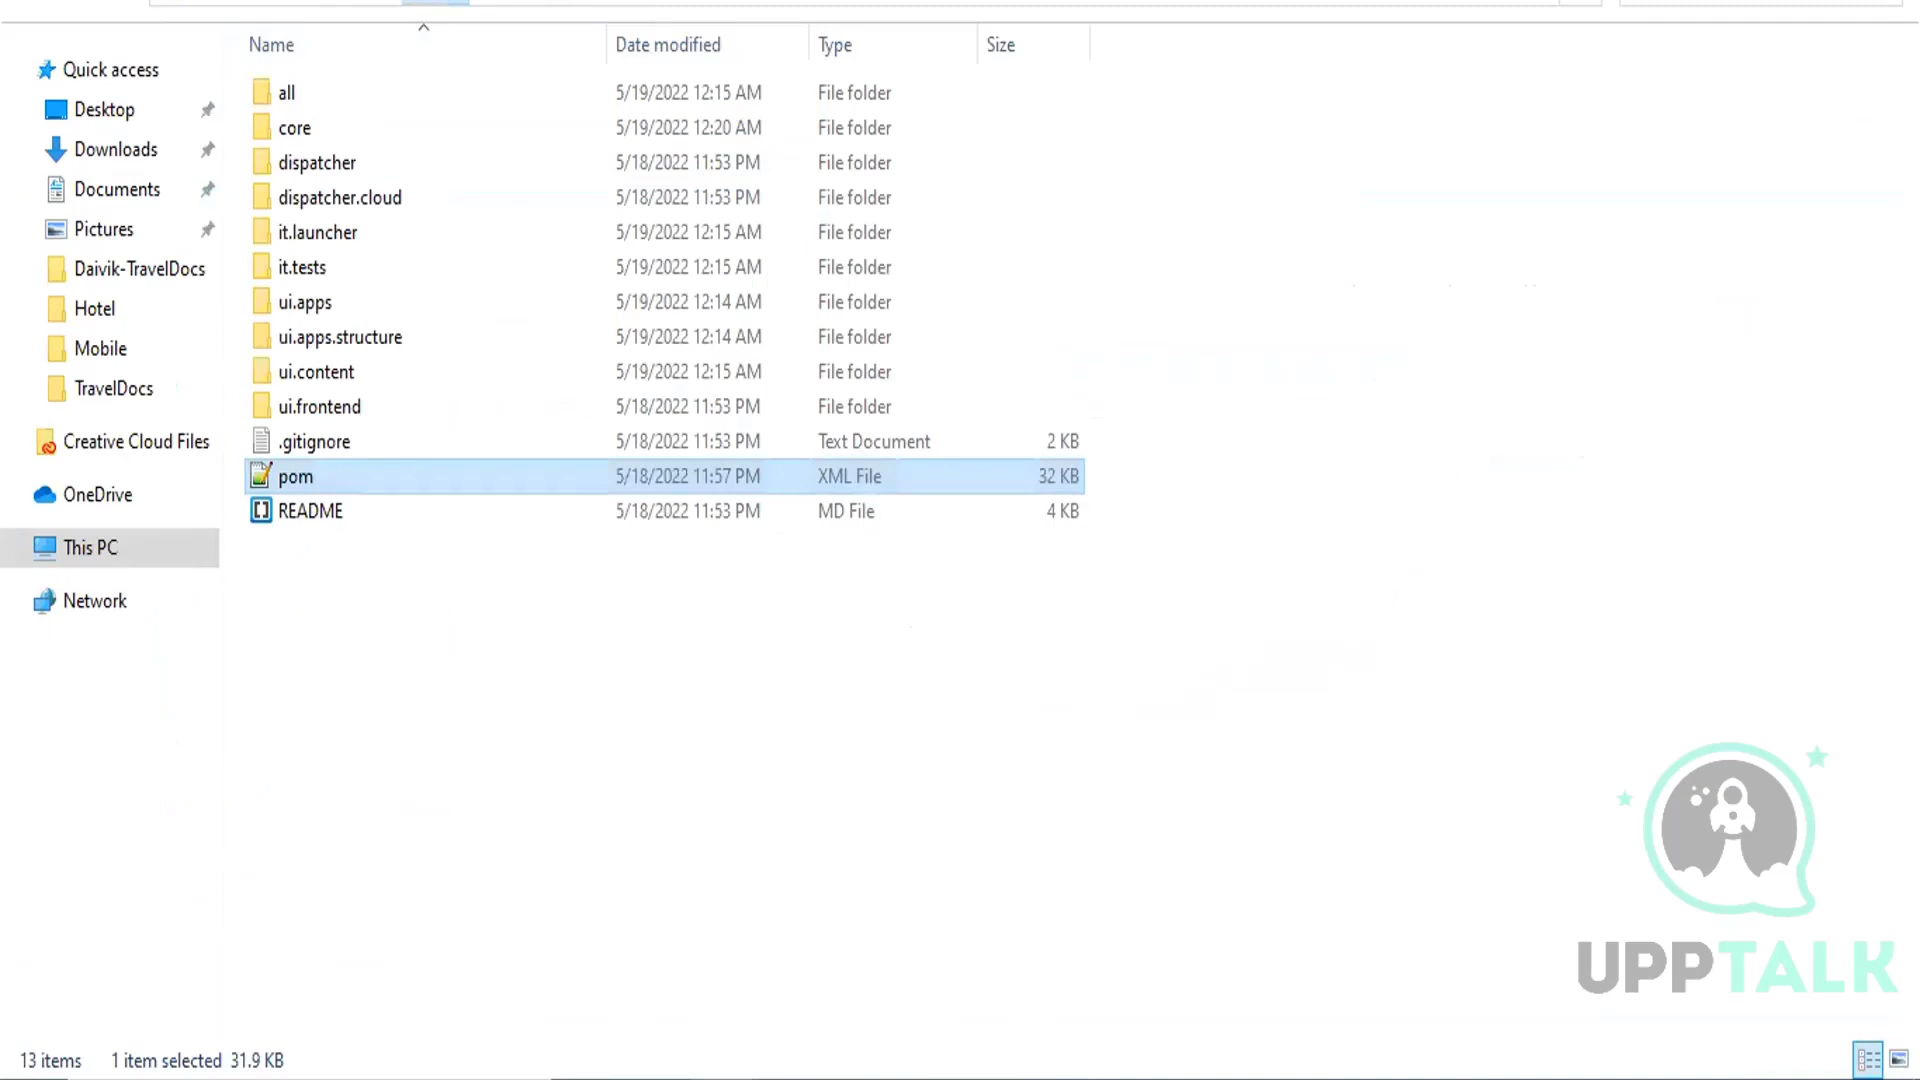 Name Date modified Type Size
Quick access
Desktop
Downloads
Documents
Pictures
Daivik-TravelDocs
Hotel
Mobile
TravelDocs
Creative Cloud Files
OneDrive
This PC
Network
all 5/19/2022 12:15 AM File folder
core 5/19/2022 12:20 AM File folder
dispatcher 5/18/2022 11:53 PM File folder
dispatcher.cloud 5/18/2022 11:53 PM File folder
it.launcher 5/19/2022 12:15 AM File folder
it.tests 5/19/2022 12:15 AM File folder
ui.apps 5/19/2022 12:14 AM File folder
ui.apps.structure 5/19/2022 12:14 AM File folder
ui.content 5/19/2022 12:15 AM File folder
ui.frontend 5/18/2022 11:53 PM File folder
.gitignore 5/18/2022 11:53 PM Text Document 2 KB
pom 5/18/2022 11:57 PM XML File 32 KB
README 5/18/2022 11:53 PM MD File 4 KB
UPPTALK
13 items 1 item selected 31.9 KB